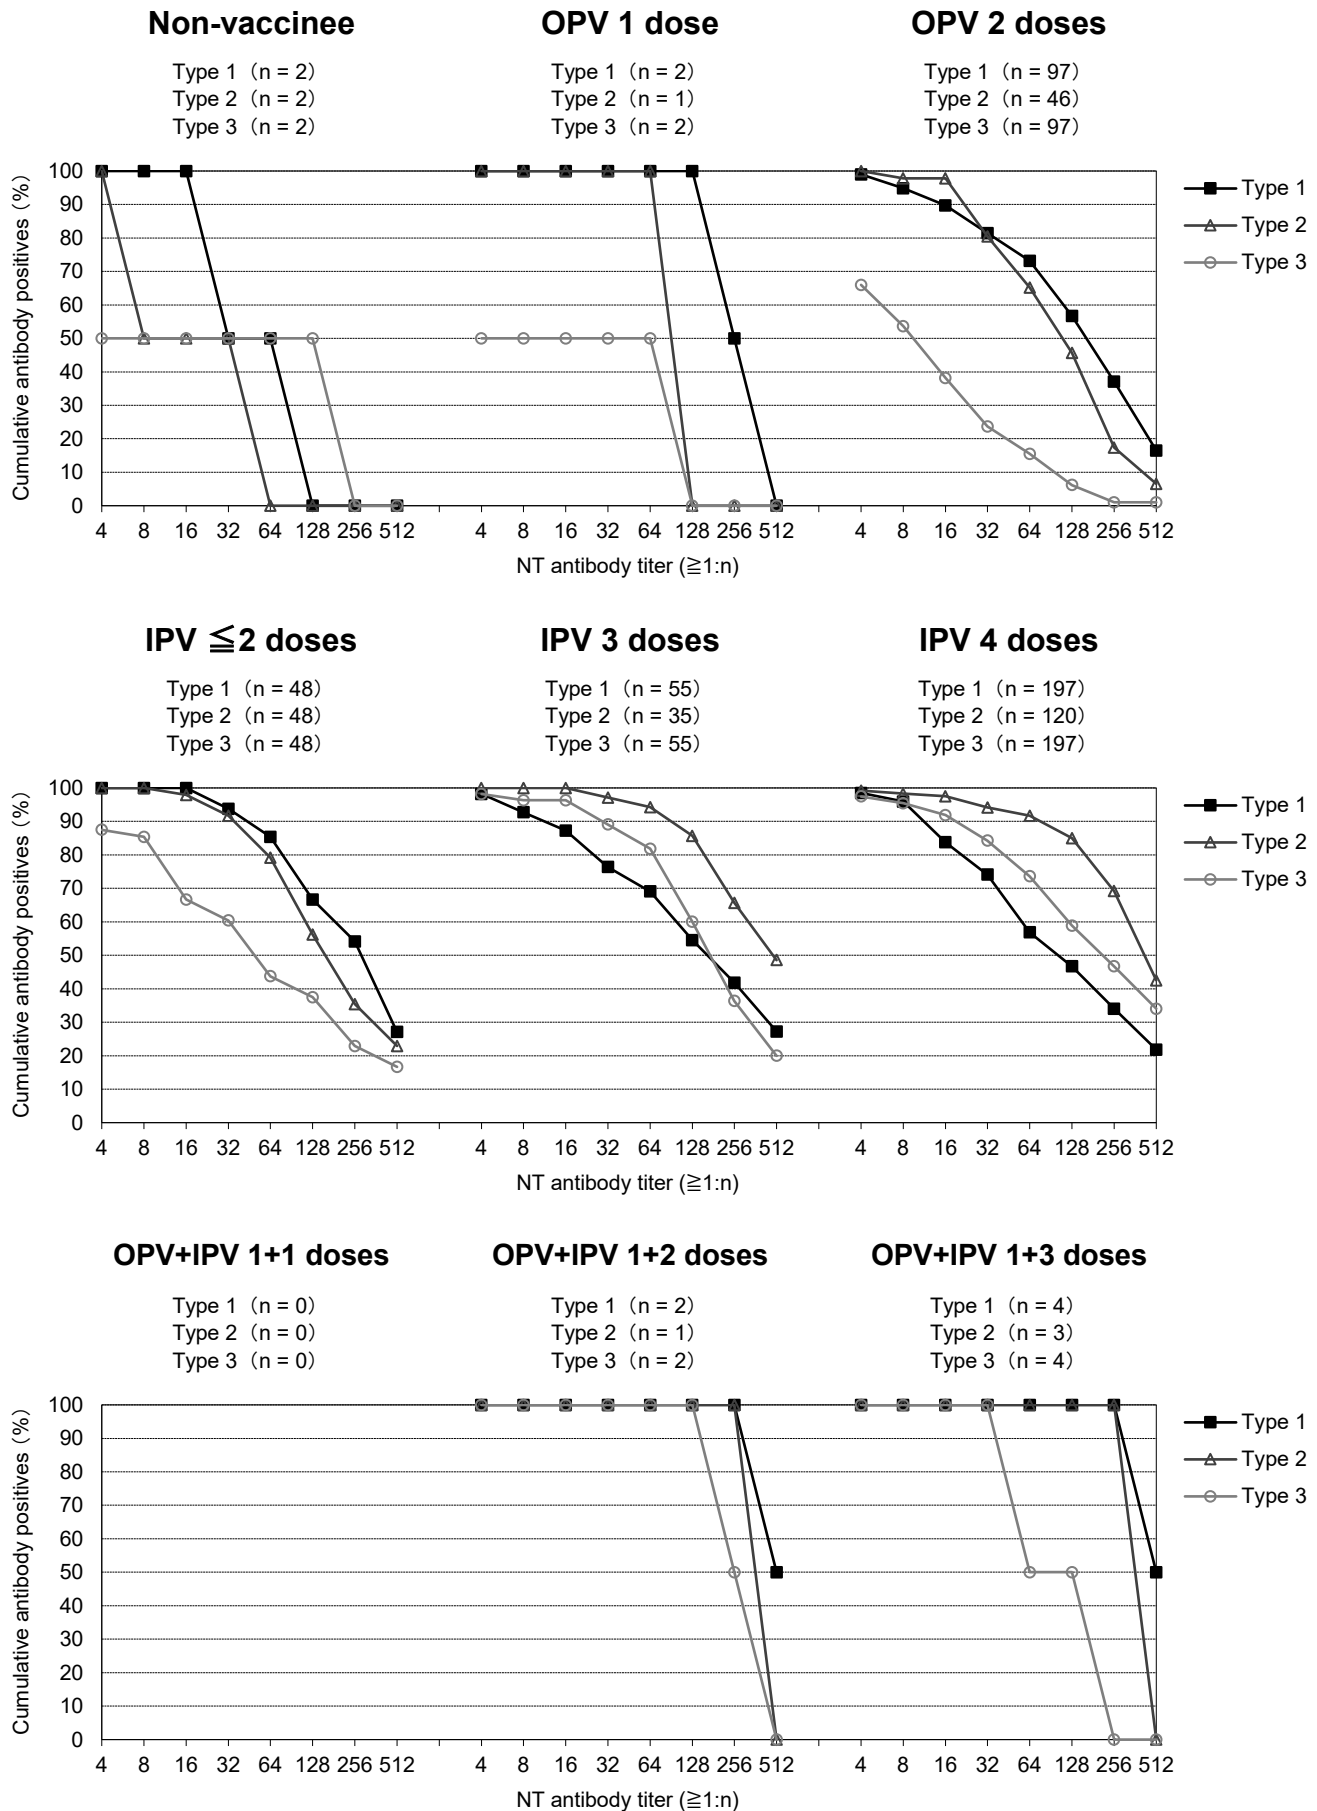 Non-vaccinee OPV 1 dose OPV 2 doses
Type 1（n = 2） Type 1（n = 2） Type 1（n = 97）
Type 2（n = 2） Type 2（n = 1） Type 2（n = 46）
Type 3（n = 2） Type 3（n = 2） Type 3（n = 97）
Cumulative antibody positives（%）
100
90
80
70
60
50
40
30
20
10
0
Type 1
Type 2
Type 3
4 8 16 32 64 128 256 512 4 8 16 32 64 128 256 512 4 8 16 32 64 128 256 512
NT antibody titer (≧1:n)
IPV ≦2 doses IPV 3 doses IPV 4 doses
Type 1（n = 48） Type 1（n = 55） Type 1（n = 197）
Type 2（n = 48） Type 2（n = 35） Type 2（n = 120）
Type 3（n = 48） Type 3（n = 55） Type 3（n = 197）
Cumulative antibody positives（%）
100
90
80
70
60
50
40
30
20
10
0
Type 1
Type 2
Type 3
4 8 16 32 64 128 256 512 4 8 16 32 64 128 256 512 4 8 16 32 64 128 256 512
NT antibody titer (≧1:n)
OPV+IPV 1+1 doses OPV+IPV 1+2 doses OPV+IPV 1+3 doses
Type 1（n = 0） Type 1（n = 2） Type 1（n = 4）
Type 2（n = 0） Type 2（n = 1） Type 2（n = 3）
Type 3（n = 0） Type 3（n = 2） Type 3（n = 4）
Cumulative antibody positives（%）
100
90
80
70
60
50
40
30
20
10
0
Type 1
Type 2
Type 3
4 8 16 32 64 128 256 512 4 8 16 32 64 128 256 512 4 8 16 32 64 128 256 512
NT antibody titer (≧1:n)